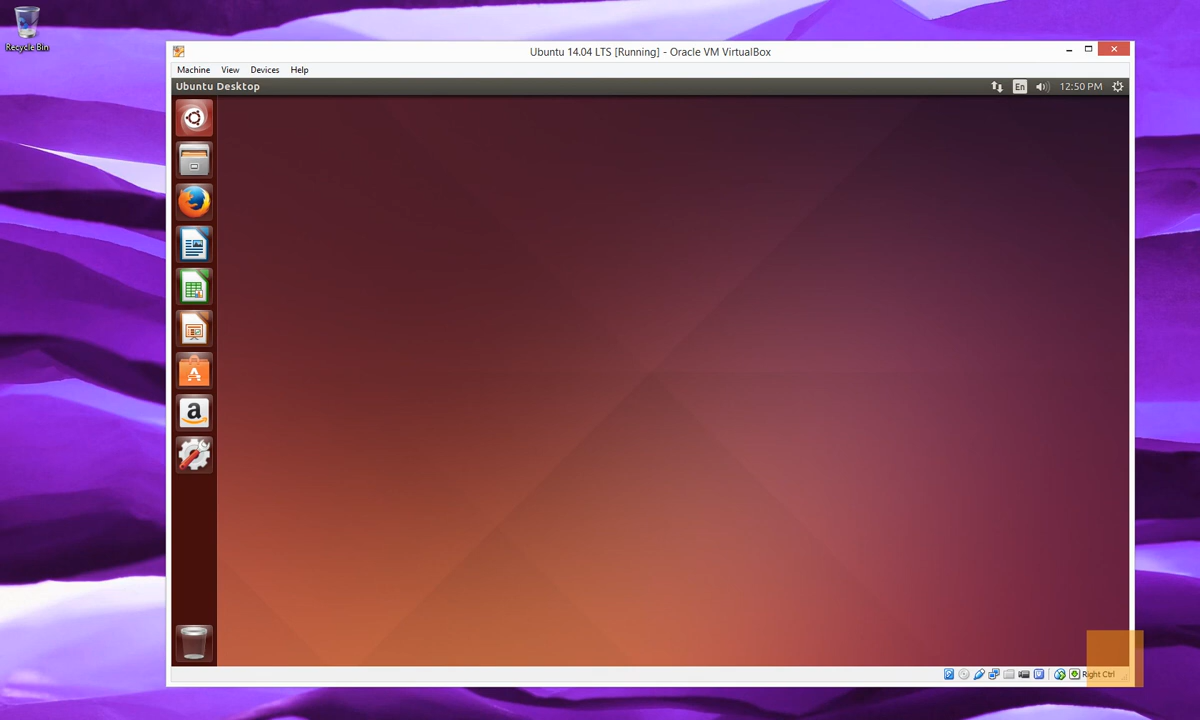 Recycle Bin
Ubuntu 14.04 LTS [Running] - Oracle VM VirtualBox
Machine View Devices Help
Ubuntu Desktop En 12:50 PM
a
Right Ctrl